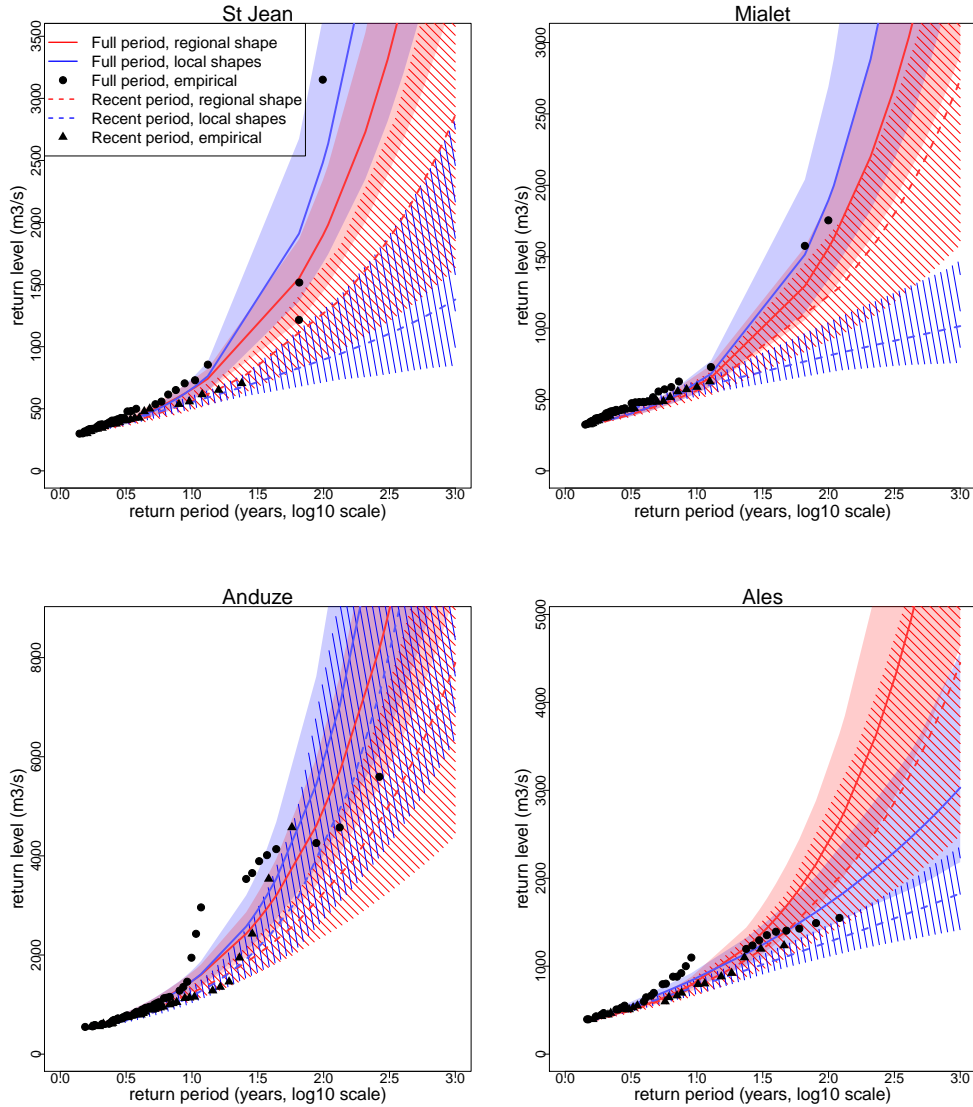 St Jean
3500
3000
2500
2000
1500
1000
500
0
return level (m3/s)
Full period, regional shape
Full period, local shapes
Full period, empirical
Recent period, regional shape
Recent period, local shapes
Recent period, empirical
0.0 0.5 1.0 1.5 2.0 2.5 3.0
return period (years, log10 scale)
Mialet
3000
2500
2000
1500
1000
500
0
return level (m3/s)
0.0 0.5 1.0 1.5 2.0 2.5 3.0
return period (years, log10 scale)
Anduze
8000
6000
4000
2000
0
return level (m3/s)
0.0 0.5 1.0 1.5 2.0 2.5 3.0
return period (years, log10 scale)
Ales
5000
4000
3000
2000
1000
0
return level (m3/s)
0.0 0.5 1.0 1.5 2.0 2.5 3.0
return period (years, log10 scale)